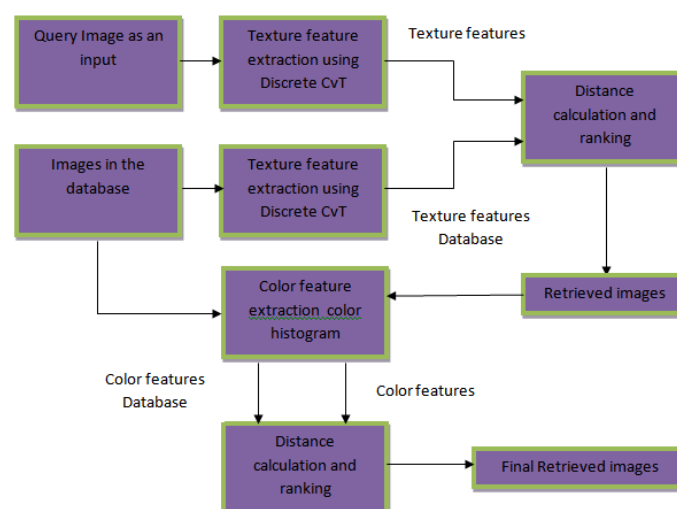 Query Image as an
input
Texture feature
extraction using
Discrete CvT
Texture features
Distance
calculation and
ranking
Images in the
database
Texture feature
extraction using
Discrete CvT
Texture features
Database
Color feature
extraction color
histogram
Retrieved images
Color features
Database
Color features
Distance
calculation and
ranking
Final Retrieved images